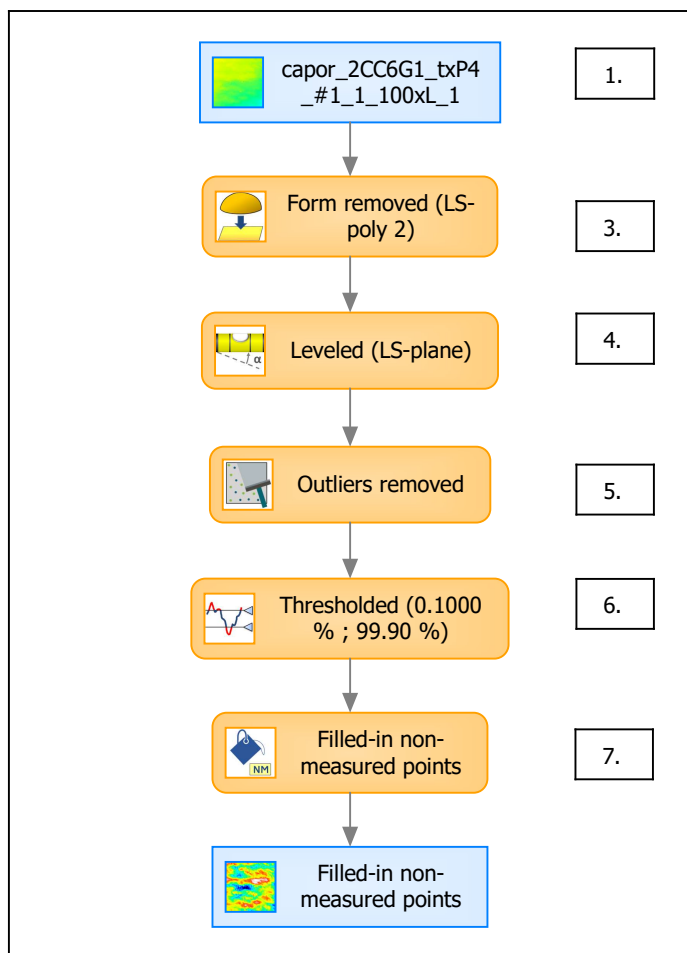 capor_2CC6G1_txP4
_#1_1_100xL_1
1.
Form removed (LS-
poly 2)
3.
α
Leveled (LS-plane)
4.
Outliers removed
5.
Thresholded (0.1000
% ; 99.90 %)
6.
NM
Filled-in non-
measured points
7.
Filled-in non-
measured points